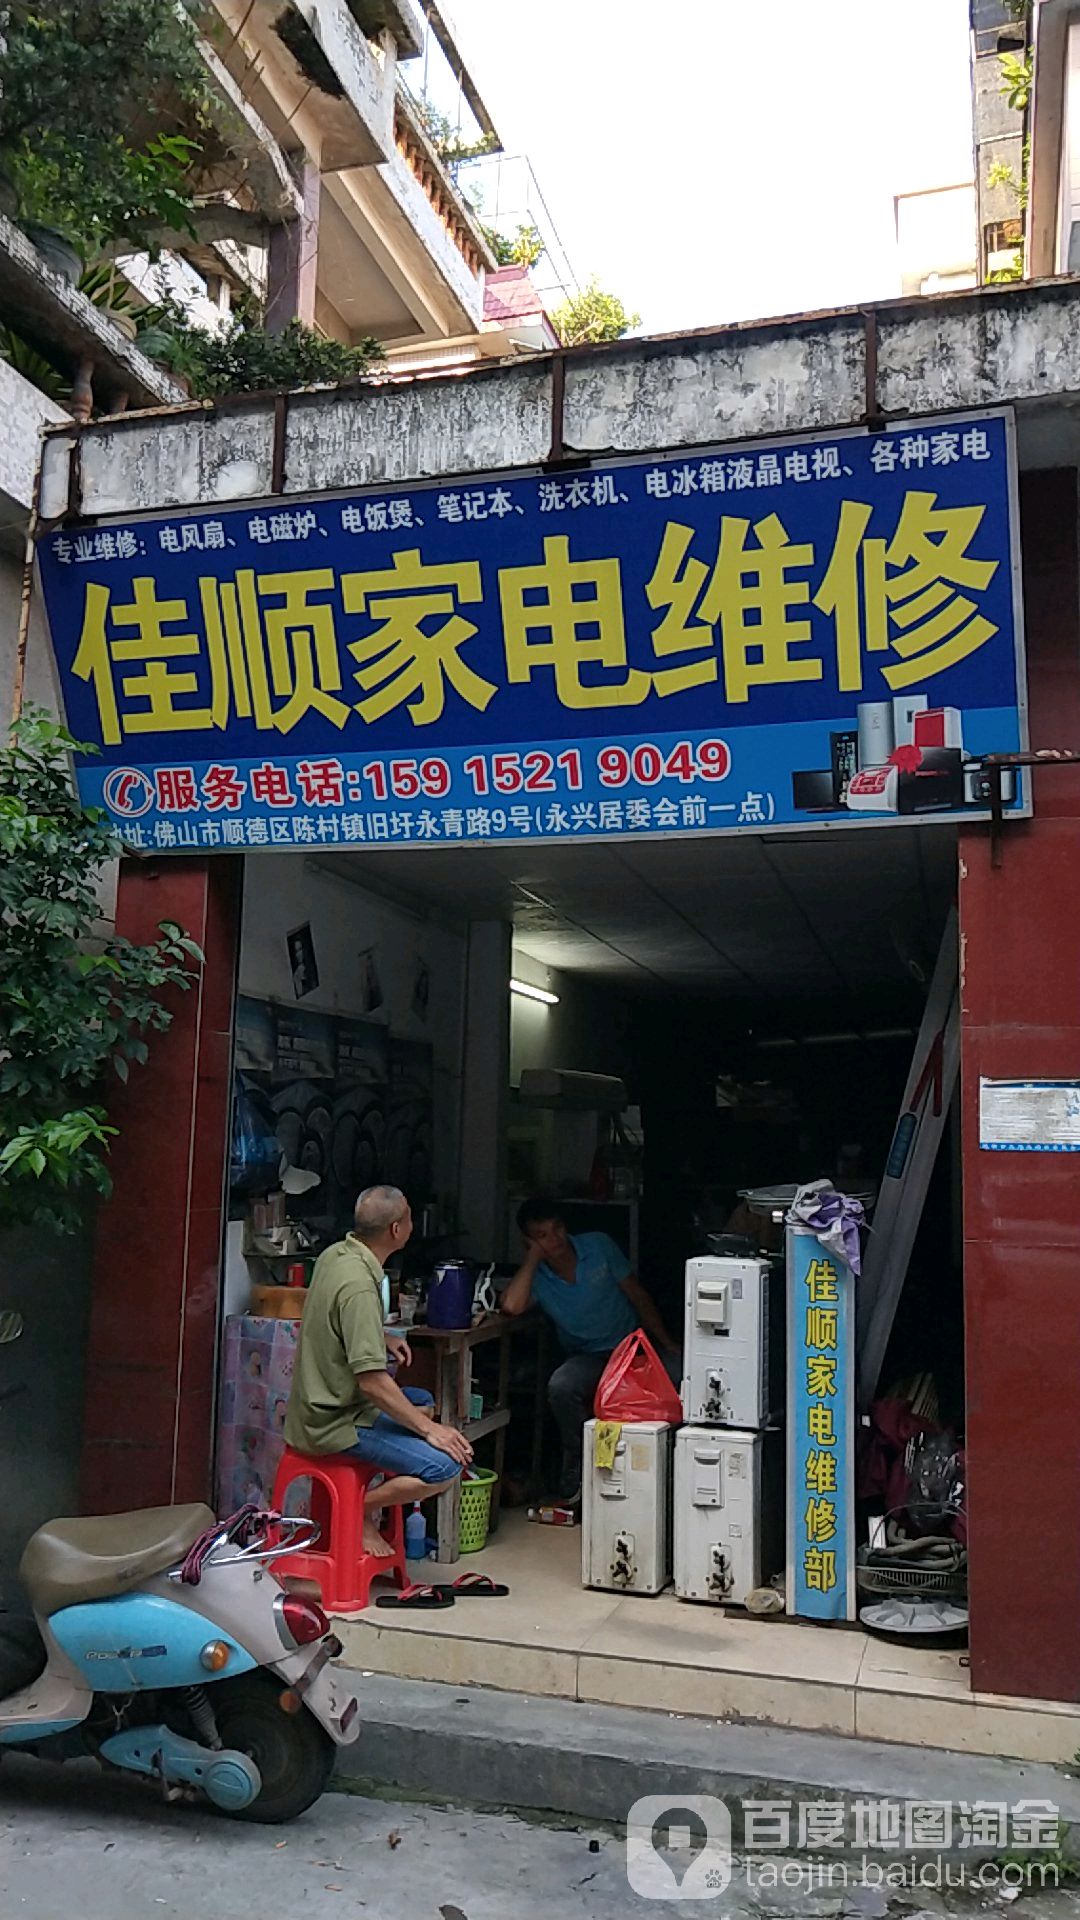 专业维修：电风扇、电磁炉、电饭煲、笔记本、洗衣机、电冰箱液晶电视、各种家电
佳顺家电维修
服务电话:159 1521 9049
地址:佛山市顺德区陈村镇旧圩永青路9号(永兴居委会前一点)
佳顺家电维修部
百度地图淘金
taojin.baidu.com